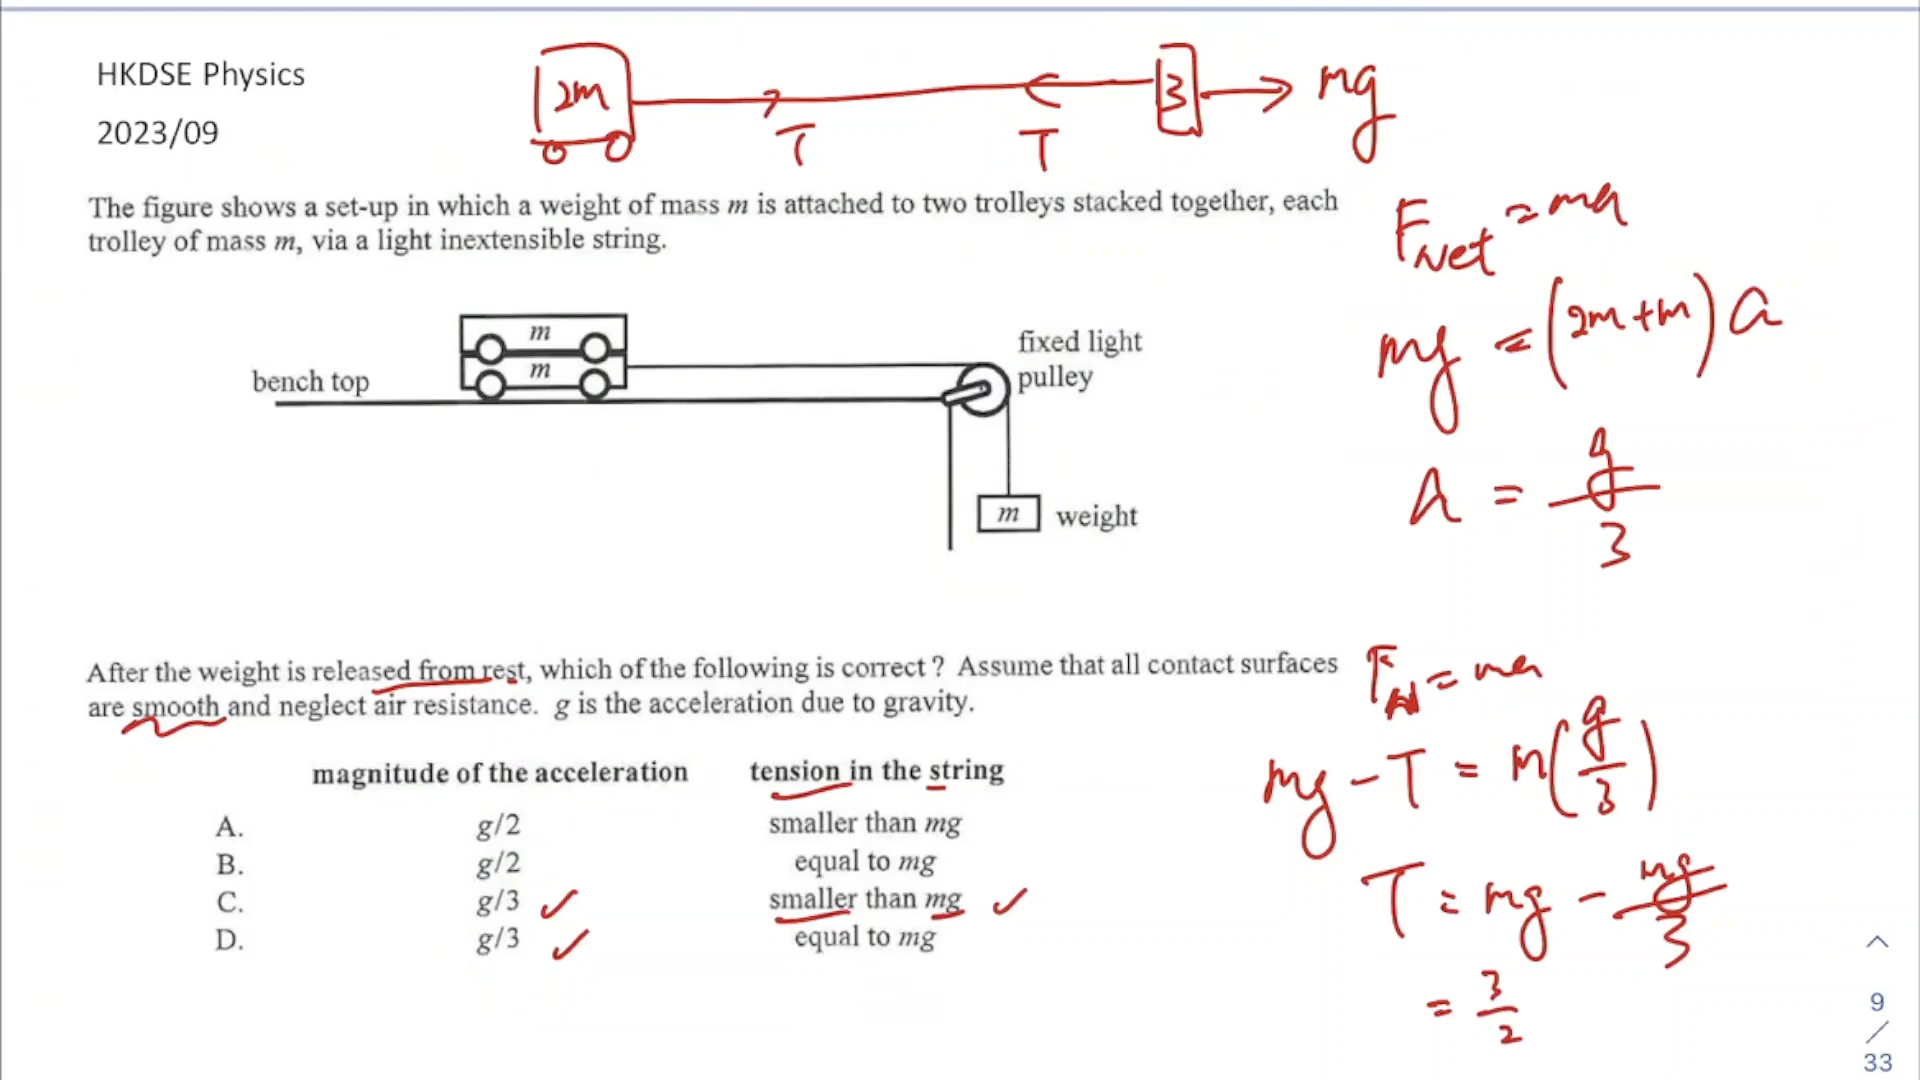 HKDSE Physics
2023/09
2m
T
T
3
mg
The figure shows a set-up in which a weight of mass m is attached to two trolleys stacked together, each
trolley of mass m, via a light inextensible string.
m
m
bench top
fixed light
pulley
m
weight
F_Net = ma
mg = (2m+m) a
a = g/3
After the weight is released from rest, which of the following is correct ? Assume that all contact surfaces
are smooth and neglect air resistance. g is the acceleration due to gravity.
magnitude of the acceleration tension in the string
A. g/2 smaller than mg
B. g/2 equal to mg
C. g/3 ✓ smaller than mg ✓
D. g/3 ✓ equal to mg
= ma
mg - T = m(g/3)
T = mg - mg/3
= 3/2
9
/
33